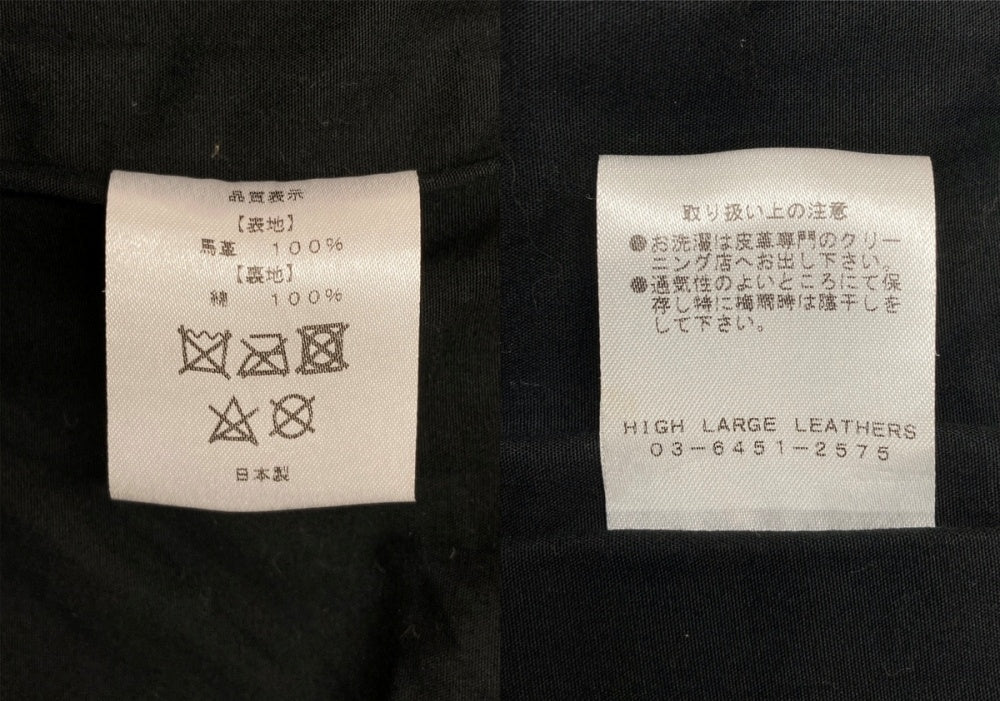 品質表示
【表地】
馬革 100%
【裏地】
綿 100%
日本製
取り扱い上の注意
●お洗濯は皮革専門のクリー
ニング店へお出し下さい。
●通気性のよいところにて保
存し特に梅雨時は陰干しを
して下さい。
HIGH LARGE LEATHERS
03-6451-2575